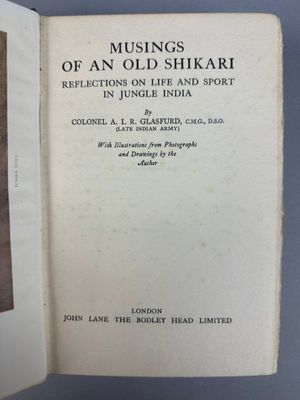 MUSINGS
OF AN OLD SHIKARI
REFLECTIONS ON LIFE AND SPORT
IN JUNGLE INDIA
By
COLONEL A. I. R. GLASFURD, C.M.G., D.S.O.
(LATE INDIAN ARMY)
With Illustrations from Photographs
and Drawings by the
Author
LONDON
JOHN LANE THE BODLEY HEAD LIMITED